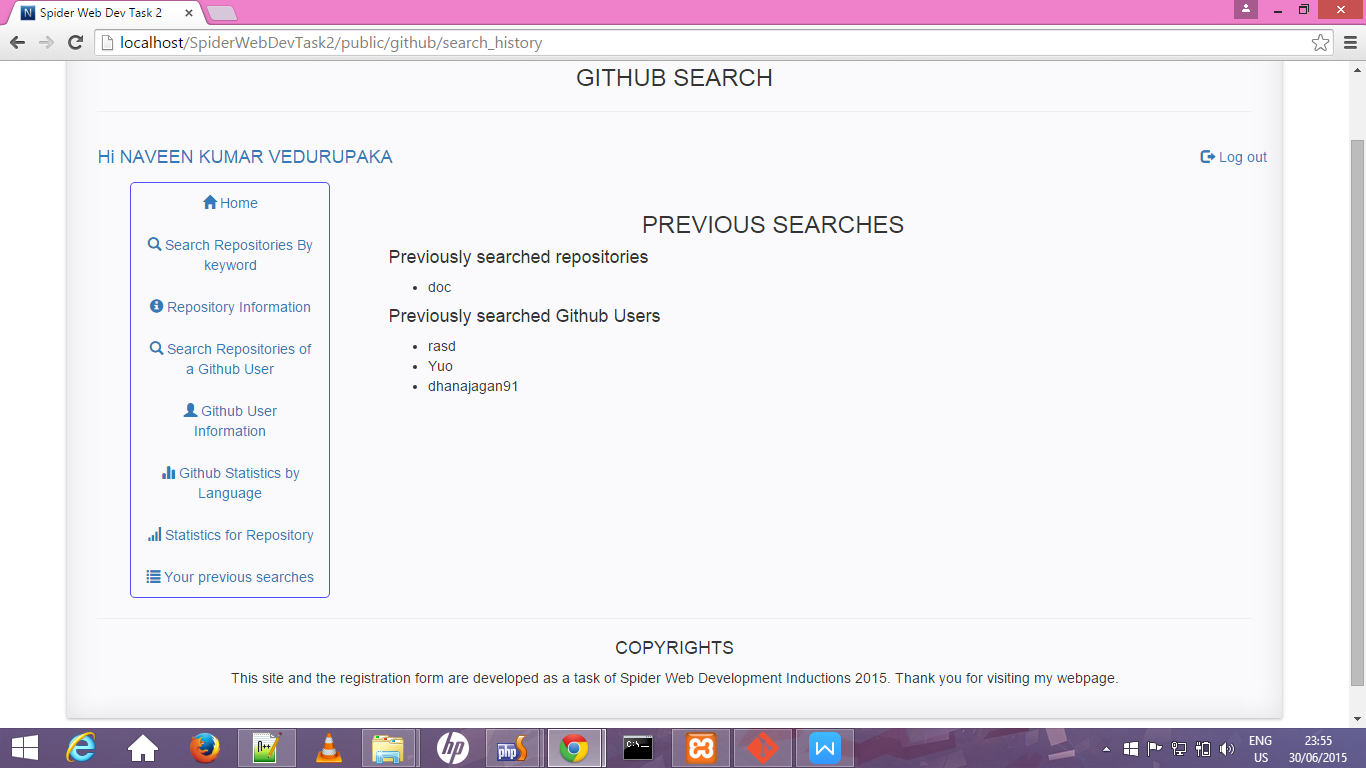 Spider Web Dev Task 2
localhost/SpiderWebDevTask2/public/github/search_history
GITHUB SEARCH
Hi NAVEEN KUMAR VEDURUPAKA
Log out
Home
Search Repositories By
keyword
Repository Information
Search Repositories of
a Github User
Github User
Information
Github Statistics by
Language
Statistics for Repository
Your previous searches
PREVIOUS SEARCHES
Previously searched repositories
doc
Previously searched Github Users
rasd
Yuo
dhanajagan91
COPYRIGHTS
This site and the registration form are developed as a task of Spider Web Development Inductions 2015. Thank you for visiting my webpage.
ENG
US
23:55
30/06/2015